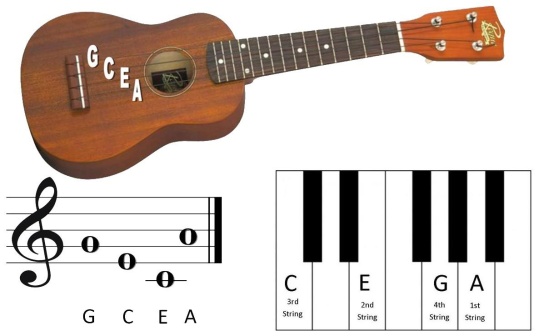 G
C
E
A
G C E A
C E G A
3rd 2nd 4th 1st
String String String String